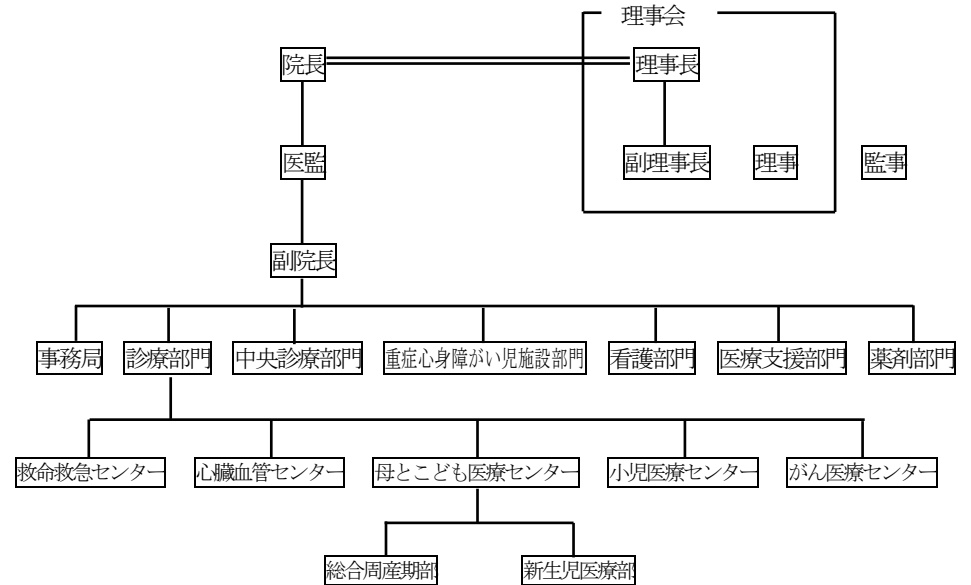 理事会
院長
理事長
医監
副理事長
理事
監事
副院長
事務局
診療部門
中央診療部門
重症心身障がい児施設部門
看護部門
医療支援部門
薬剤部門
救命救急センター
心臓血管センター
母とこども医療センター
小児医療センター
がん医療センター
総合周産期部
新生児医療部